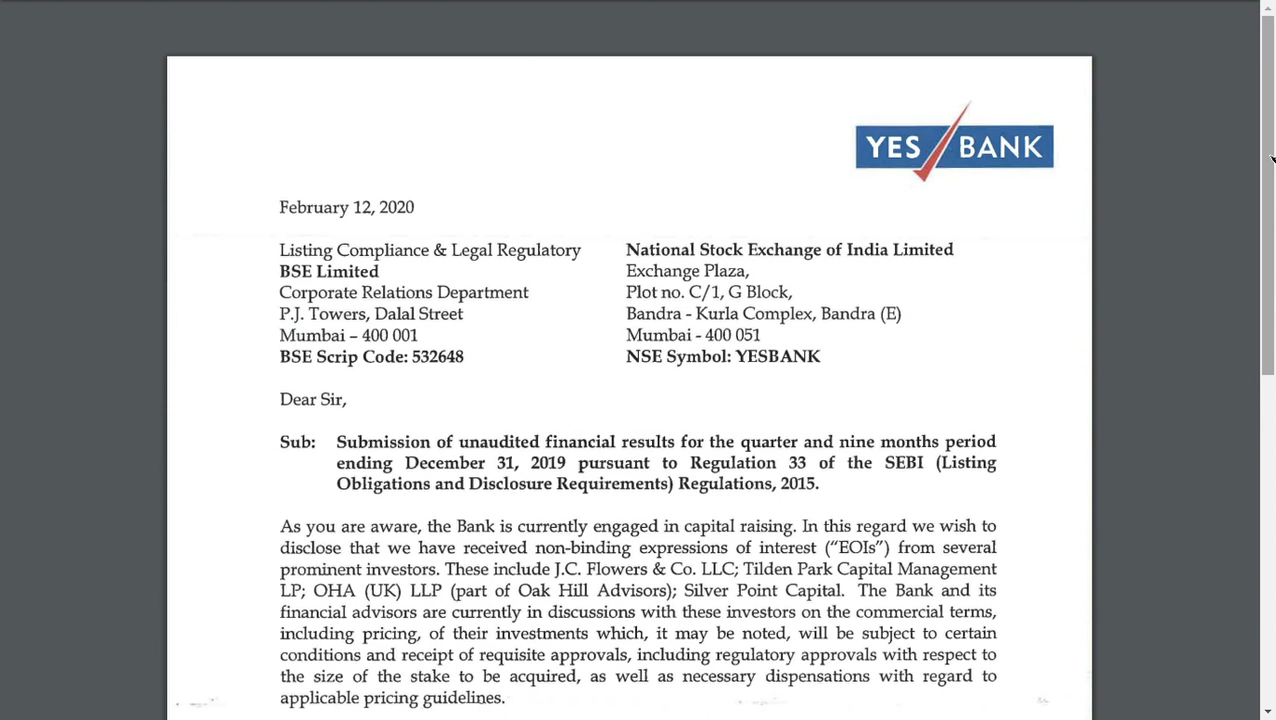 YES BANK
February 12, 2020
Listing Compliance & Legal Regulatory
BSE Limited
Corporate Relations Department
P.J. Towers, Dalal Street
Mumbai – 400 001
BSE Scrip Code: 532648
National Stock Exchange of India Limited
Exchange Plaza,
Plot no. C/1, G Block,
Bandra - Kurla Complex, Bandra (E)
Mumbai - 400 051
NSE Symbol: YESBANK
Dear Sir,
Sub: Submission of unaudited financial results for the quarter and nine months period
ending December 31, 2019 pursuant to Regulation 33 of the SEBI (Listing
Obligations and Disclosure Requirements) Regulations, 2015.
As you are aware, the Bank is currently engaged in capital raising. In this regard we wish to
disclose that we have received non-binding expressions of interest (“EOIs”) from several
prominent investors. These include J.C. Flowers & Co. LLC; Tilden Park Capital Management
LP; OHA (UK) LLP (part of Oak Hill Advisors); Silver Point Capital. The Bank and its
financial advisors are currently in discussions with these investors on the commercial terms,
including pricing, of their investments which, it may be noted, will be subject to certain
conditions and receipt of requisite approvals, including regulatory approvals with respect to
the size of the stake to be acquired, as well as necessary dispensations with regard to
applicable pricing guidelines.